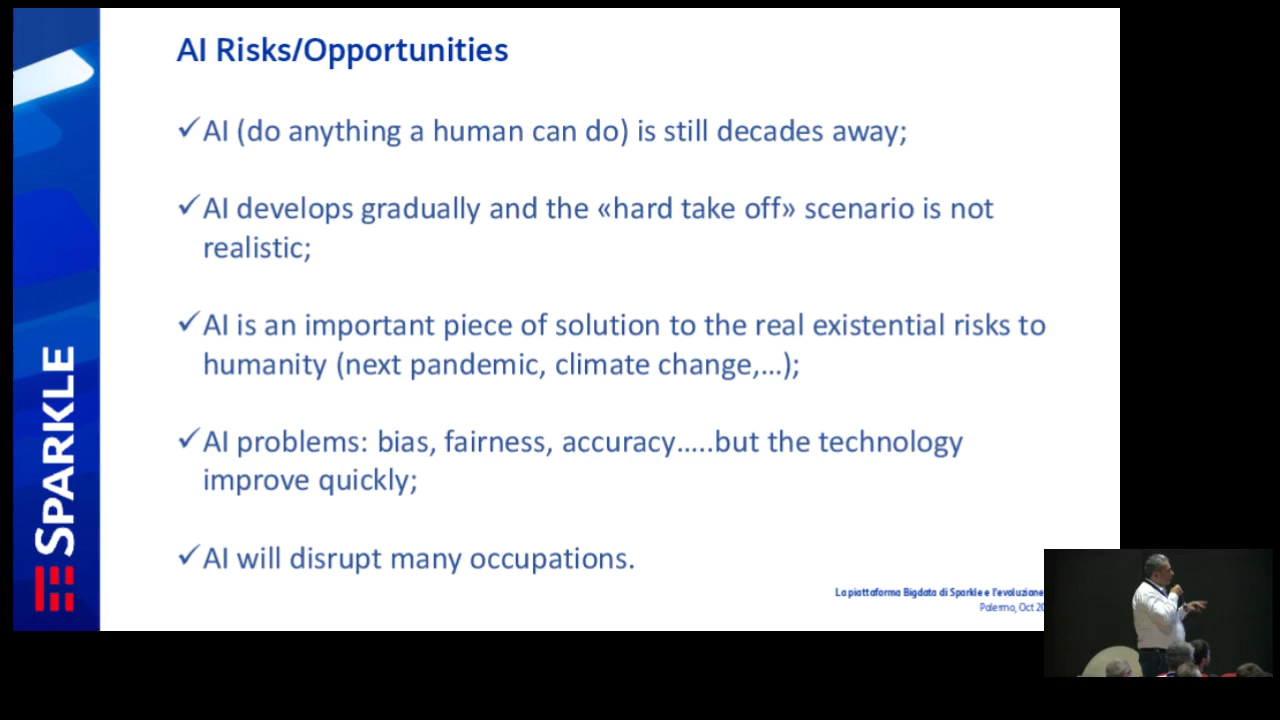 AI Risks/Opportunities
✓AI (do anything a human can do) is still decades away;
✓AI develops gradually and the «hard take off» scenario is not
realistic;
✓AI is an important piece of solution to the real existential risks to
humanity (next pandemic, climate change,...);
✓AI problems: bias, fairness, accuracy.....but the technology
improve quickly;
✓AI will disrupt many occupations.
La piattaforma Bigdata di Sparkle e l'evoluzione
Palermo, Oct
SPARKLE